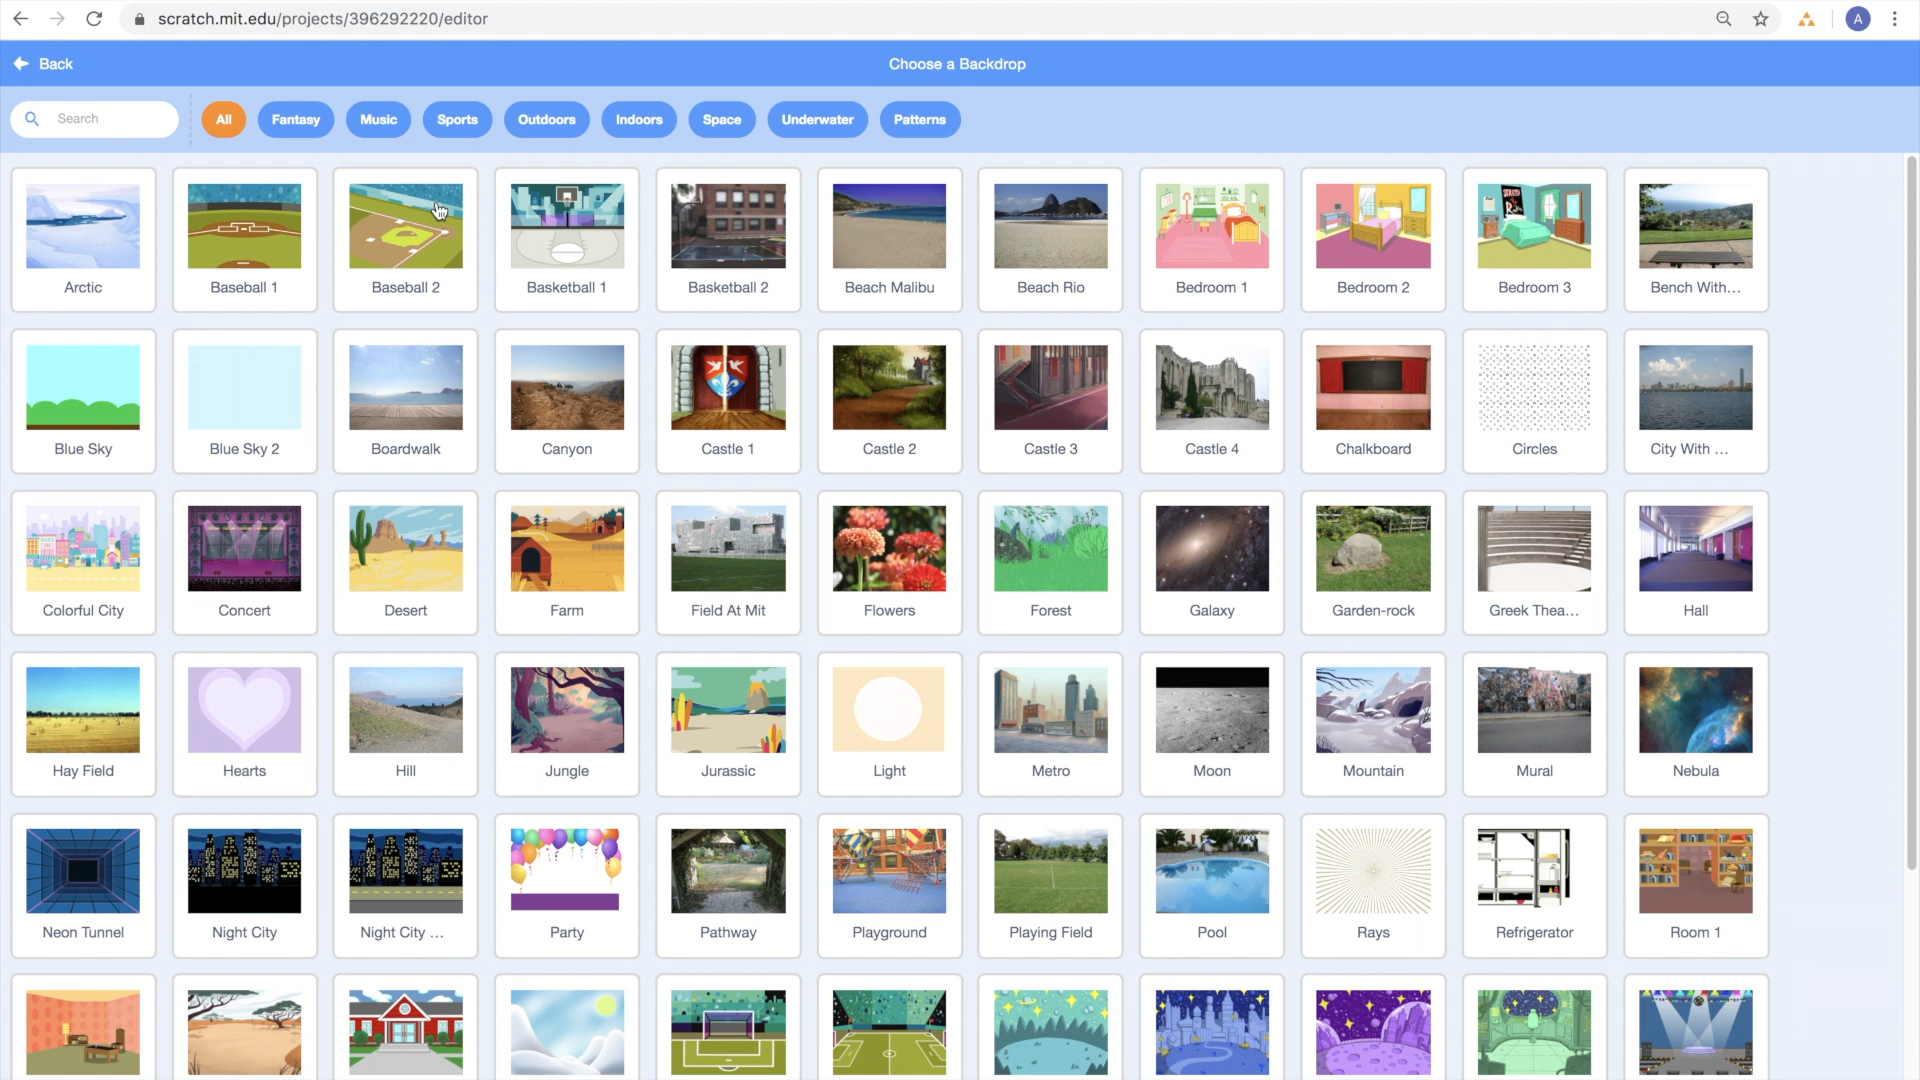 scratch.mit.edu/projects/396292220/editor
A
Back
Choose a Backdrop
Search
All
Fantasy
Music
Sports
Outdoors
Indoors
Space
Underwater
Patterns
Arctic
Baseball 1
Baseball 2
Basketball 1
Basketball 2
Beach Malibu
Beach Rio
Bedroom 1
Bedroom 2
Bedroom 3
Bench With...
Blue Sky
Blue Sky 2
Boardwalk
Canyon
Castle 1
Castle 2
Castle 3
Castle 4
Chalkboard
Circles
City With ...
Colorful City
Concert
Desert
Farm
Field At Mit
Flowers
Forest
Galaxy
Garden-rock
Greek Thea...
Hall
Hay Field
Hearts
Hill
Jungle
Jurassic
Light
Metro
Moon
Mountain
Mural
Nebula
Neon Tunnel
Night City
Night City ...
Party
Pathway
Playground
Playing Field
Pool
Rays
Refrigerator
Room 1